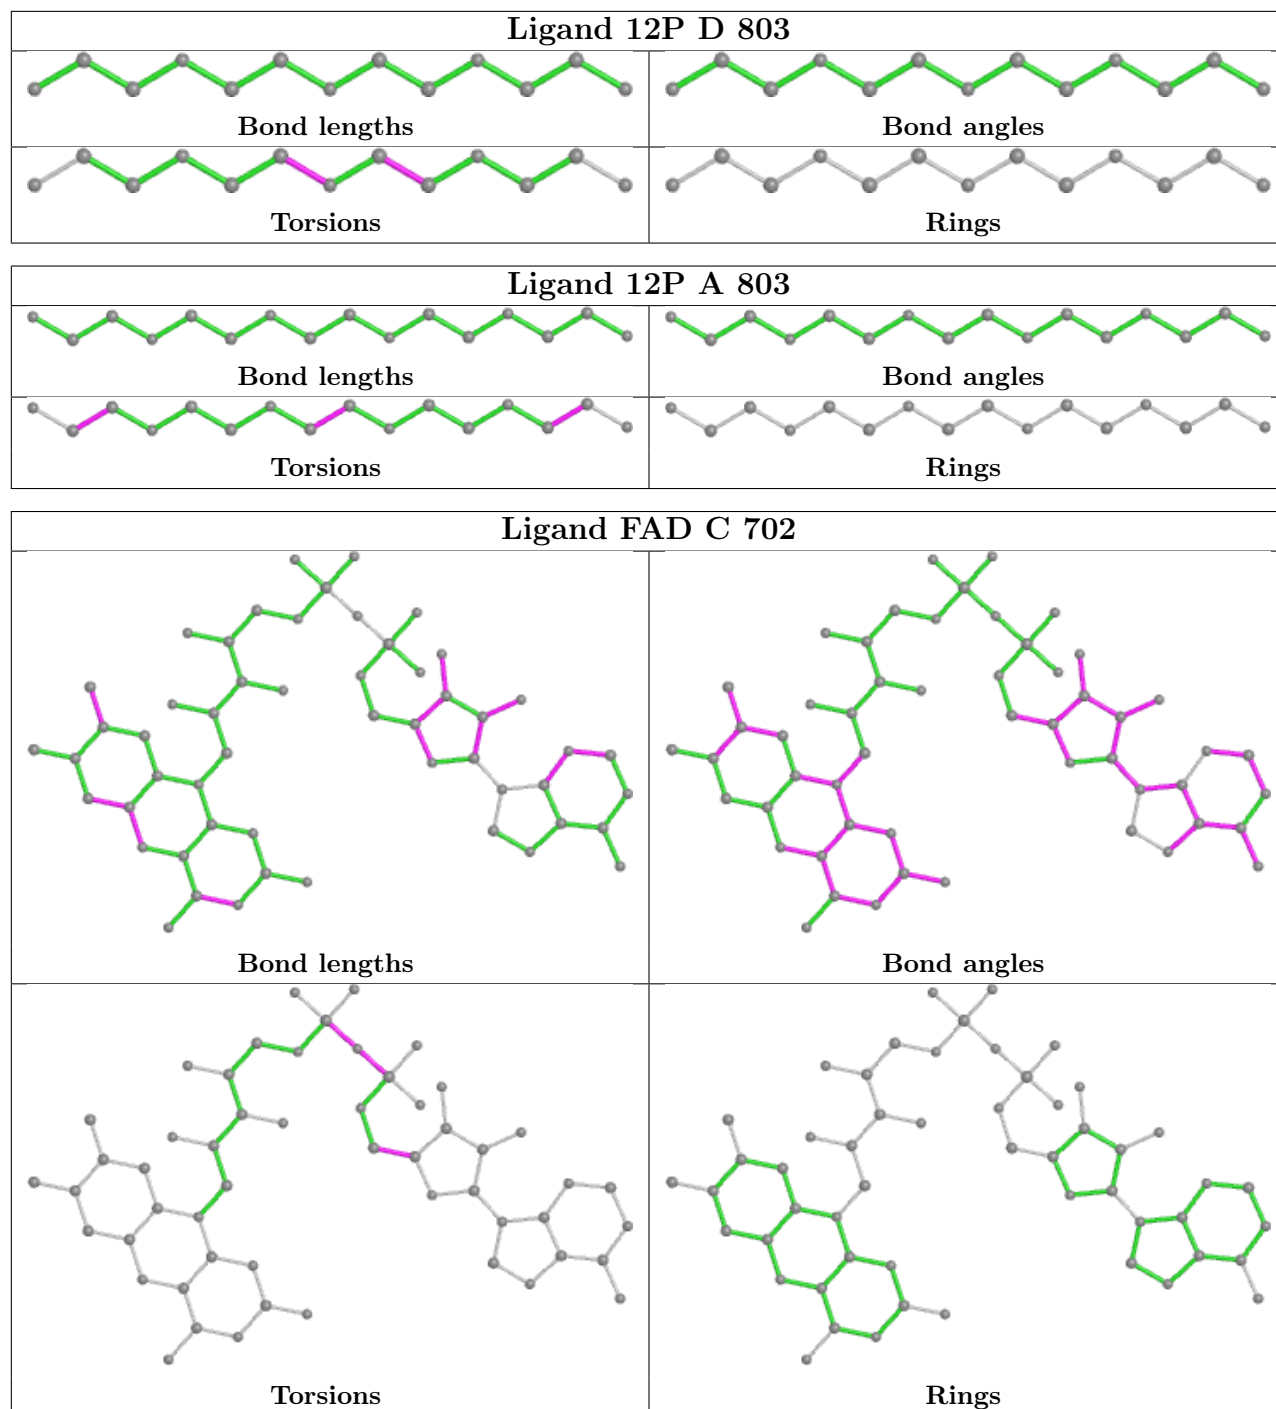 Ligand 12P D 803
Bond lengths
Bond angles
Torsions
Rings
Ligand 12P A 803
Bond lengths
Bond angles
Torsions
Rings
Ligand FAD C 702
Bond lengths
Bond angles
Torsions
Rings